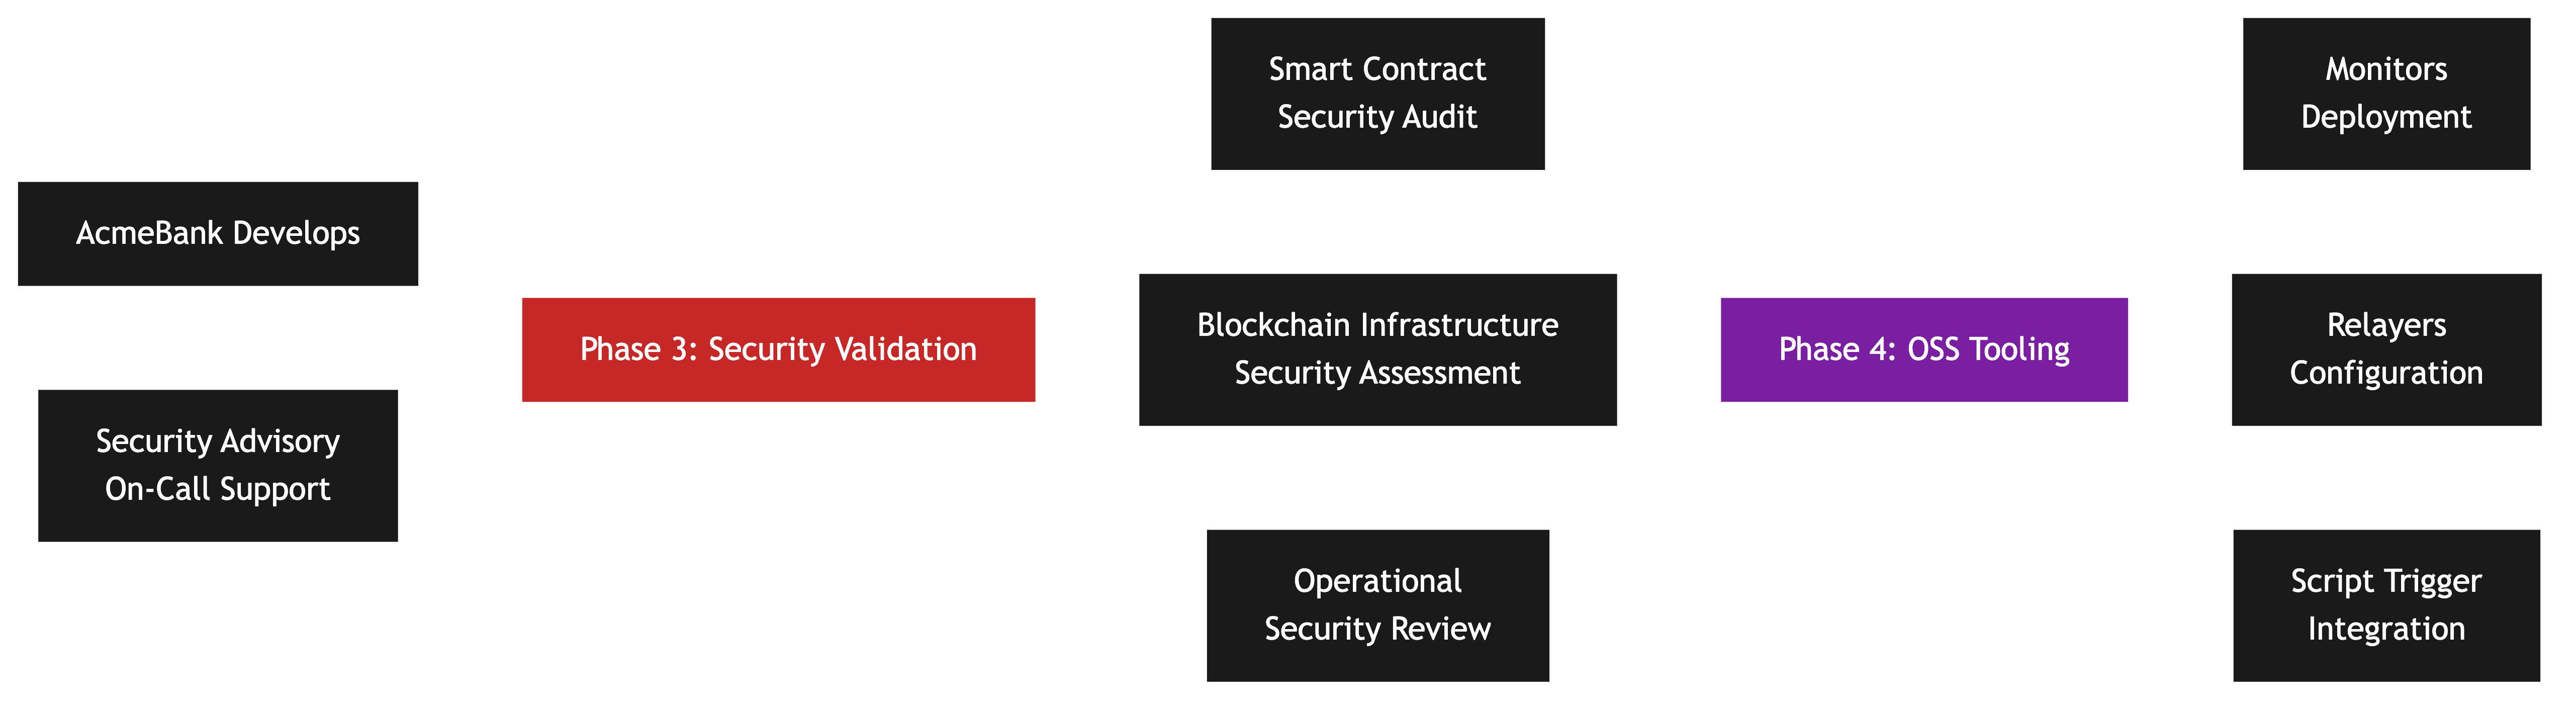 AcmeBank Develops
Security Advisory
On-Call Support
Phase 3: Security Validation
Smart Contract
Security Audit
Blockchain Infrastructure
Security Assessment
Operational
Security Review
Phase 4: OSS Tooling
Monitors
Deployment
Relayers
Configuration
Script Trigger
Integration